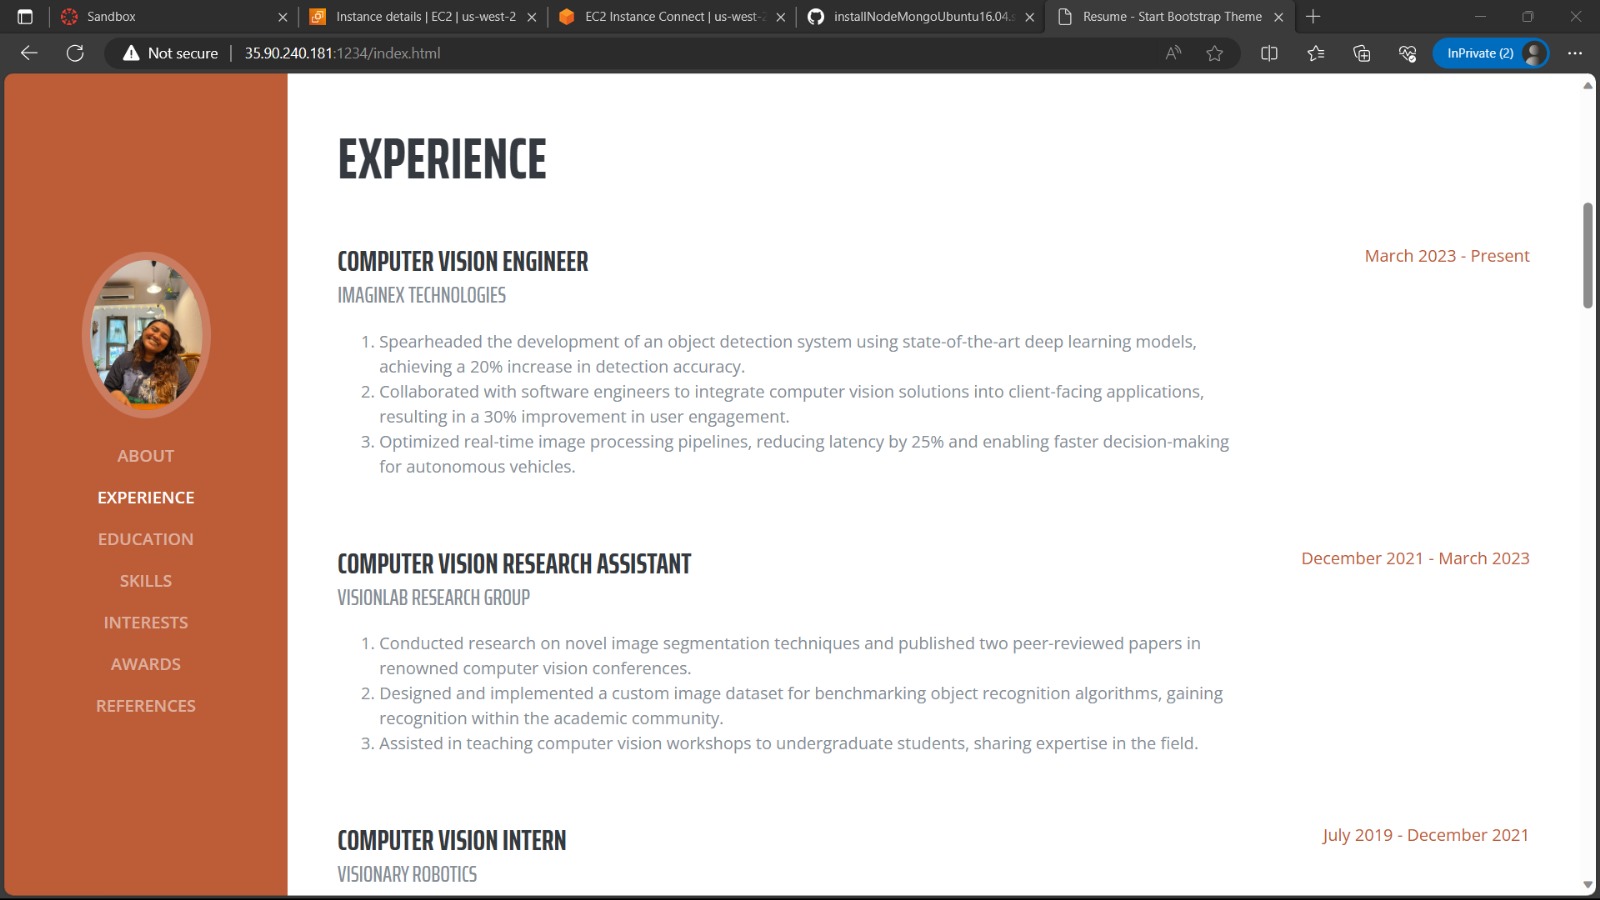 Sandbox
Instance details | EC2 | us-west-2
EC2 Instance Connect | us-west-2
installNodeMongoUbuntu16.04.s
Resume - Start Bootstrap Theme
Not secure
35.90.240.181:1234/index.html
InPrivate (2)
ABOUT
EXPERIENCE
EDUCATION
SKILLS
INTERESTS
AWARDS
REFERENCES
EXPERIENCE
COMPUTER VISION ENGINEER
March 2023 - Present
IMAGINEX TECHNOLOGIES
1. Spearheaded the development of an object detection system using state-of-the-art deep learning models,
achieving a 20% increase in detection accuracy.
2. Collaborated with software engineers to integrate computer vision solutions into client-facing applications,
resulting in a 30% improvement in user engagement.
3. Optimized real-time image processing pipelines, reducing latency by 25% and enabling faster decision-making
for autonomous vehicles.
COMPUTER VISION RESEARCH ASSISTANT
December 2021 - March 2023
VISIONLAB RESEARCH GROUP
1. Conducted research on novel image segmentation techniques and published two peer-reviewed papers in
renowned computer vision conferences.
2. Designed and implemented a custom image dataset for benchmarking object recognition algorithms, gaining
recognition within the academic community.
3. Assisted in teaching computer vision workshops to undergraduate students, sharing expertise in the field.
COMPUTER VISION INTERN
July 2019 - December 2021
VISIONARY ROBOTICS